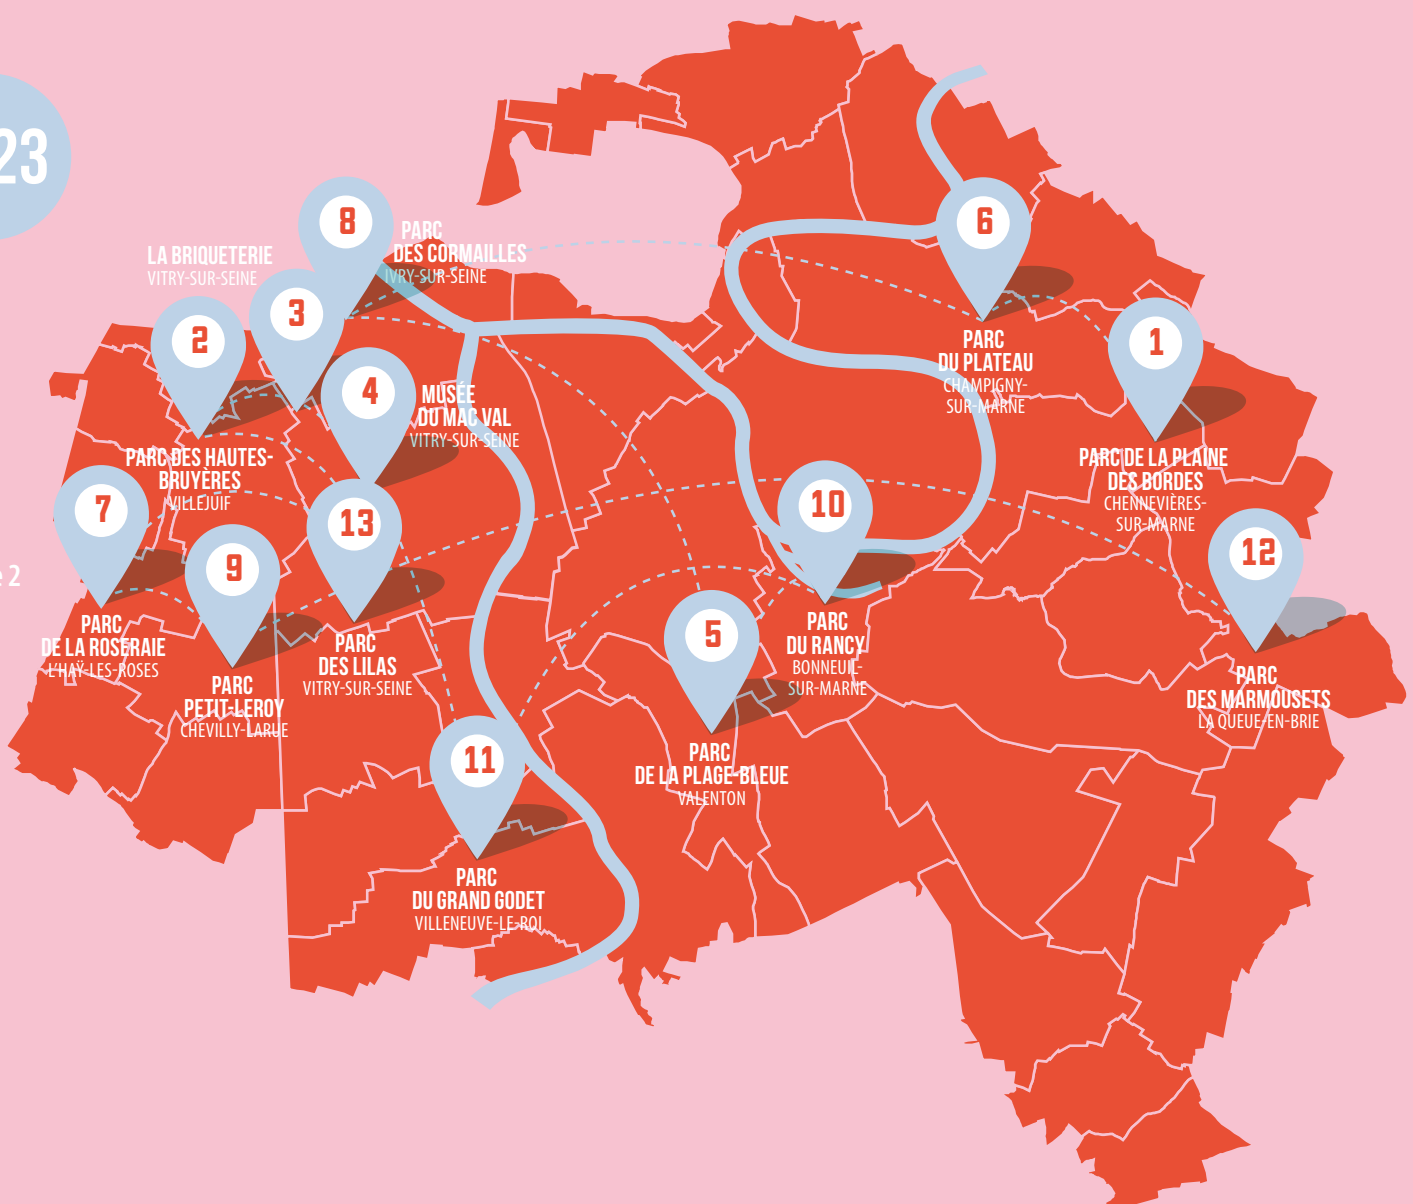 23
8
PARC
DES CORMAILLES
IVRY-SUR-SEINE
6
PARC
DU PLATEAU
CHAMPIGNY-
SUR-MARNE
LA BRIQUETERIE
VITRY-SUR-SEINE
3
2
PARC DES HAUTES-
BRUYÈRES
VILLEJUIF
1
PARC DE LA PLAINE
DES BORDES
CHENNEVIÈRES-
SUR-MARNE
4
MUSÉE
DU MAC VAL
VITRY-SUR-SEINE
7
PARC
DE LA ROSERAIE
L'HAŸ-LES-ROSES
13
PARC
DES LILAS
VITRY-SUR-SEINE
10
PARC
DU RANCY
BONNEUIL-
SUR-MARNE
12
PARC
DES MARMOUSETS
LA QUEUE-EN-BRIE
9
PARC
PETIT-LEROY
CHEVILLY-LARUE
e 2
5
PARC
DE LA PLAGE-BLEUE
VALENTON
11
PARC
DU GRAND GODET
VILLENEUVE-LE-ROI